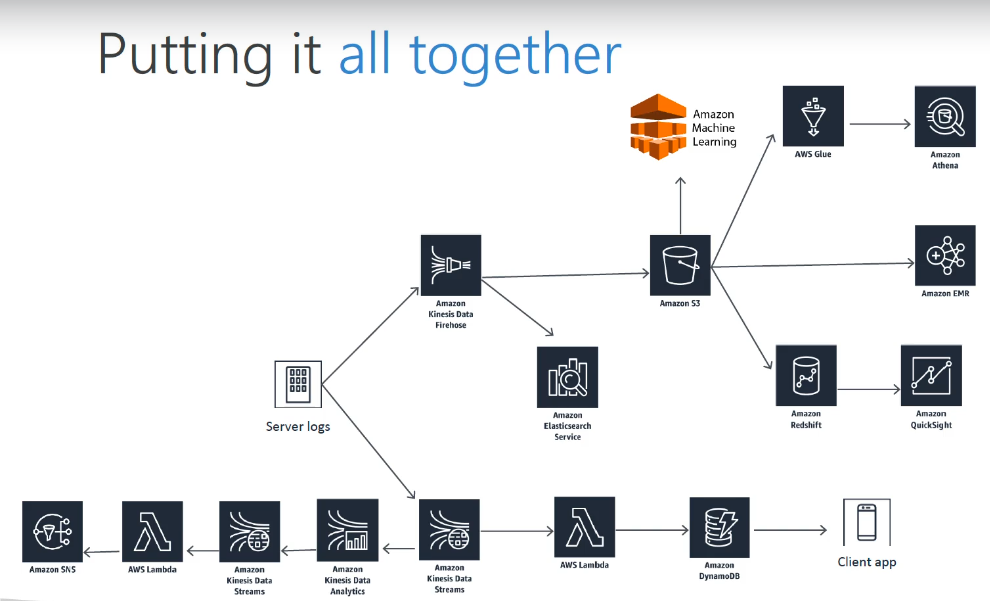 Putting it all together
Amazon
Machine
Learning
AWS Glue
Amazon
Athena
Amazon
Kinesis Data
Firehose
Amazon S3
Amazon EMR
Server logs
Amazon
Elasticsearch
Service
Amazon
Redshift
Amazon
QuickSight
Amazon SNS
AWS Lambda
Amazon
Kinesis Data
Streams
Amazon
Kinesis Data
Analytics
Amazon
Kinesis Data
Streams
AWS Lambda
Amazon
DynamoDB
Client app